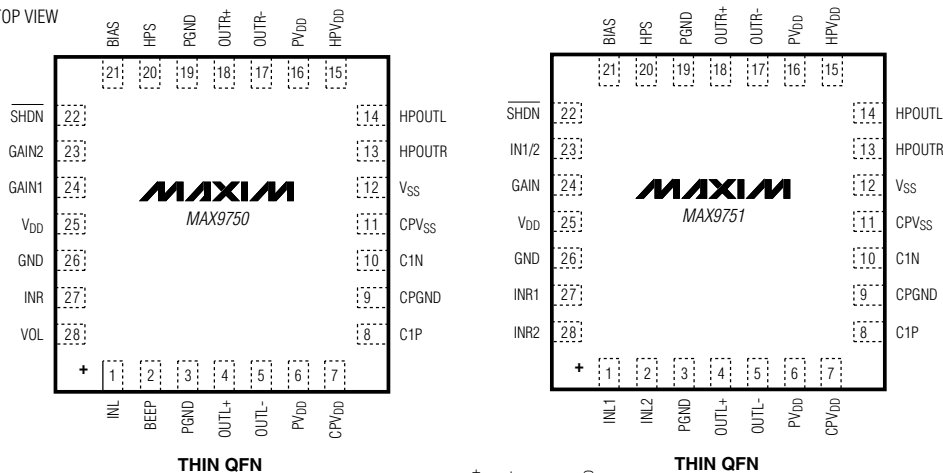 TOP VIEW
BIAS HPS PGND OUTR+ OUTR- PVDD HPVDD
21 20 19 18 17 16 15
SHDN 22
GAIN2 23
GAIN1 24
VDD 25
GND 26
INR 27
VOL 28
14 HPOUTL
13 HPOUTR
12 VSS
11 CPVSS
10 C1N
9 CPGND
8 C1P
MAXIM
MAX9750
+ 1 2 3 4 5 6 7
INL BEEP PGND OUTL+ OUTL- PVDD CPVDD
THIN QFN
BIAS HPS PGND OUTR+ OUTR- PVDD HPVDD
21 20 19 18 17 16 15
SHDN 22
IN1/2 23
GAIN 24
VDD 25
GND 26
INR1 27
INR2 28
14 HPOUTL
13 HPOUTR
12 VSS
11 CPVSS
10 C1N
9 CPGND
8 C1P
MAXIM
MAX9751
+ 1 2 3 4 5 6 7
INL1 INL2 PGND OUTL+ OUTL- PVDD CPVDD
THIN QFN